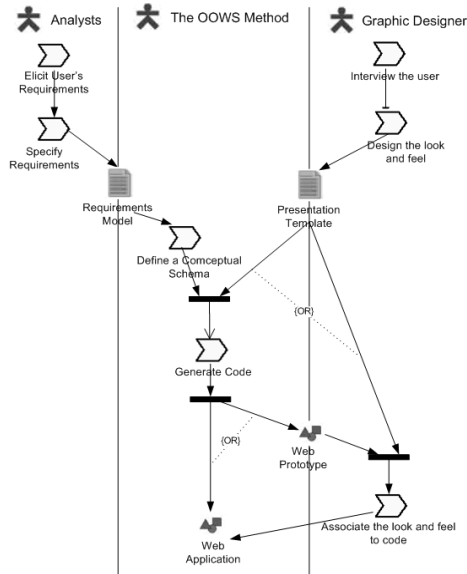 Analysts
The OOWS Method
Graphic Designer
Elicit User's
Requirements
Interview the user
Specify
Requirements
Design the look
and feel
Requirements
Model
Presentation
Template
Define a Comceptual
Schema
{OR}
Generate Code
{OR}
Web
Prototype
Associate the look and feel
to code
Web
Application